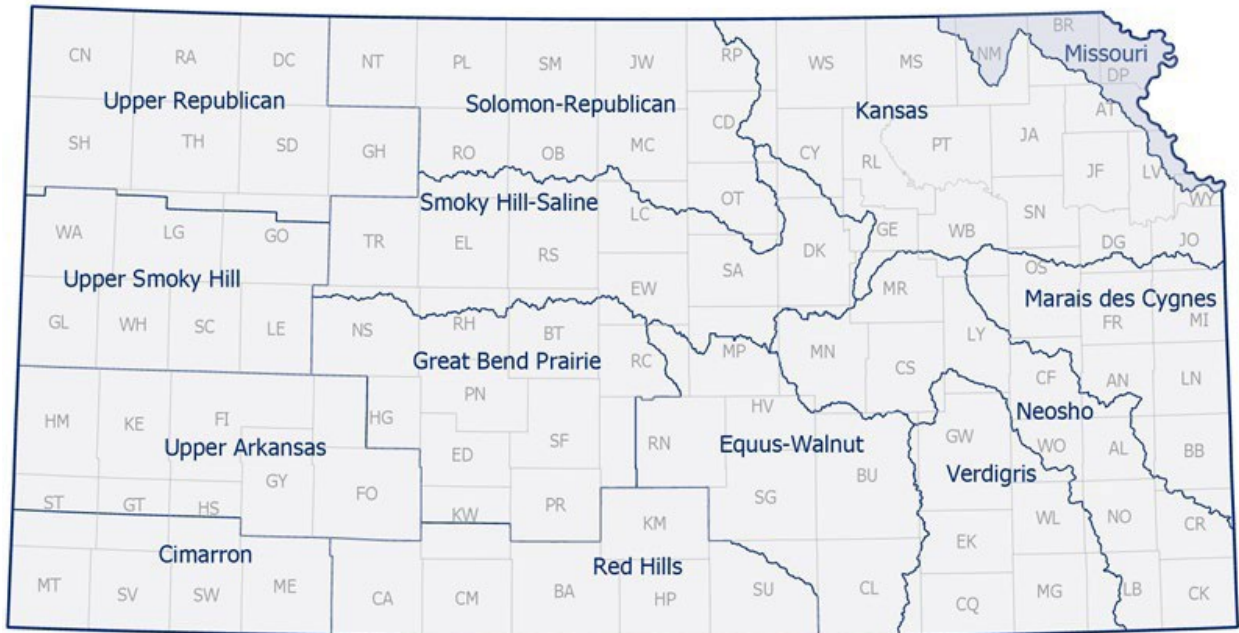 BR
CN RA DC NT PL SM JW RP WS MS NM Missouri
DP
Upper Republican Solomon-Republican Kansas
AT
CD
SH TH SD GH RO OB MC CY RL PT JA JF LV
WY
Smoky Hill-Saline LC OT SN
WA LG GO TR EL RS DK GE WB DG JO
OS
Upper Smoky Hill EW SA MR Marais des Cygnes
GL WH SC LE NS RH BT LY FR MI
Great Bend Prairie RC MP MN CS
CF AN LN
PN
HM KE FI HG HV Neosho
Upper Arkansas SF RN Equus-Walnut GW WO AL BB
ED BU Verdigris
GY FO SG
ST GT HS KW PR WL NO CR
KM
Cimarron EK
Red Hills
MT SV SW ME CA CM BA HP SU CL CQ MG LB CK